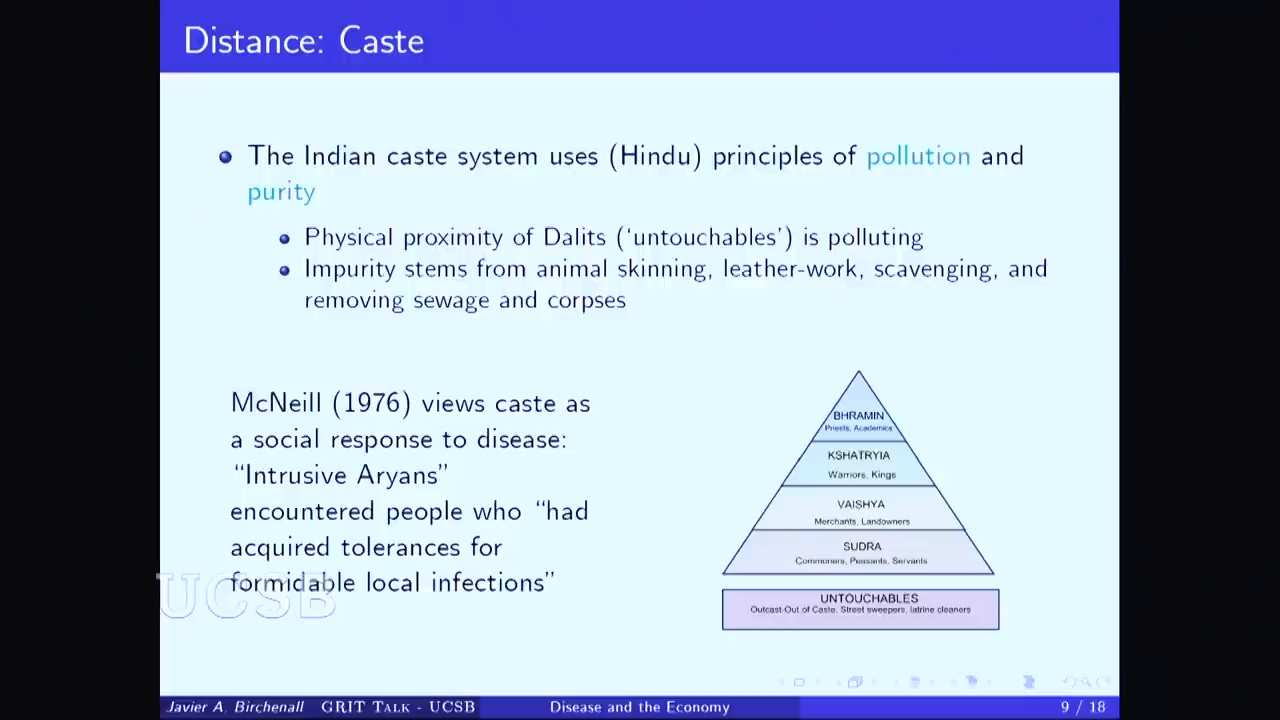 Distance: Caste
The Indian caste system uses (Hindu) principles of pollution and
purity
Physical proximity of Dalits (‘untouchables’) is polluting
Impurity stems from animal skinning, leather-work, scavenging, and
removing sewage and corpses
McNeill (1976) views caste as
a social response to disease:
“Intrusive Aryans”
encountered people who “had
acquired tolerances for
formidable local infections”
BHRAMIN
Priests, Academics
KSHATRYIA
Warriors, Kings
VAISHYA
Merchants, Landowners
SUDRA
Commoners, Peasants, Servants
UNTOUCHABLES
Outcast-Out of Caste, Street sweepers, latrine cleaners
UCSB
Javier A. Birchenall GRIT Talk - UCSB Disease and the Economy 9 / 18